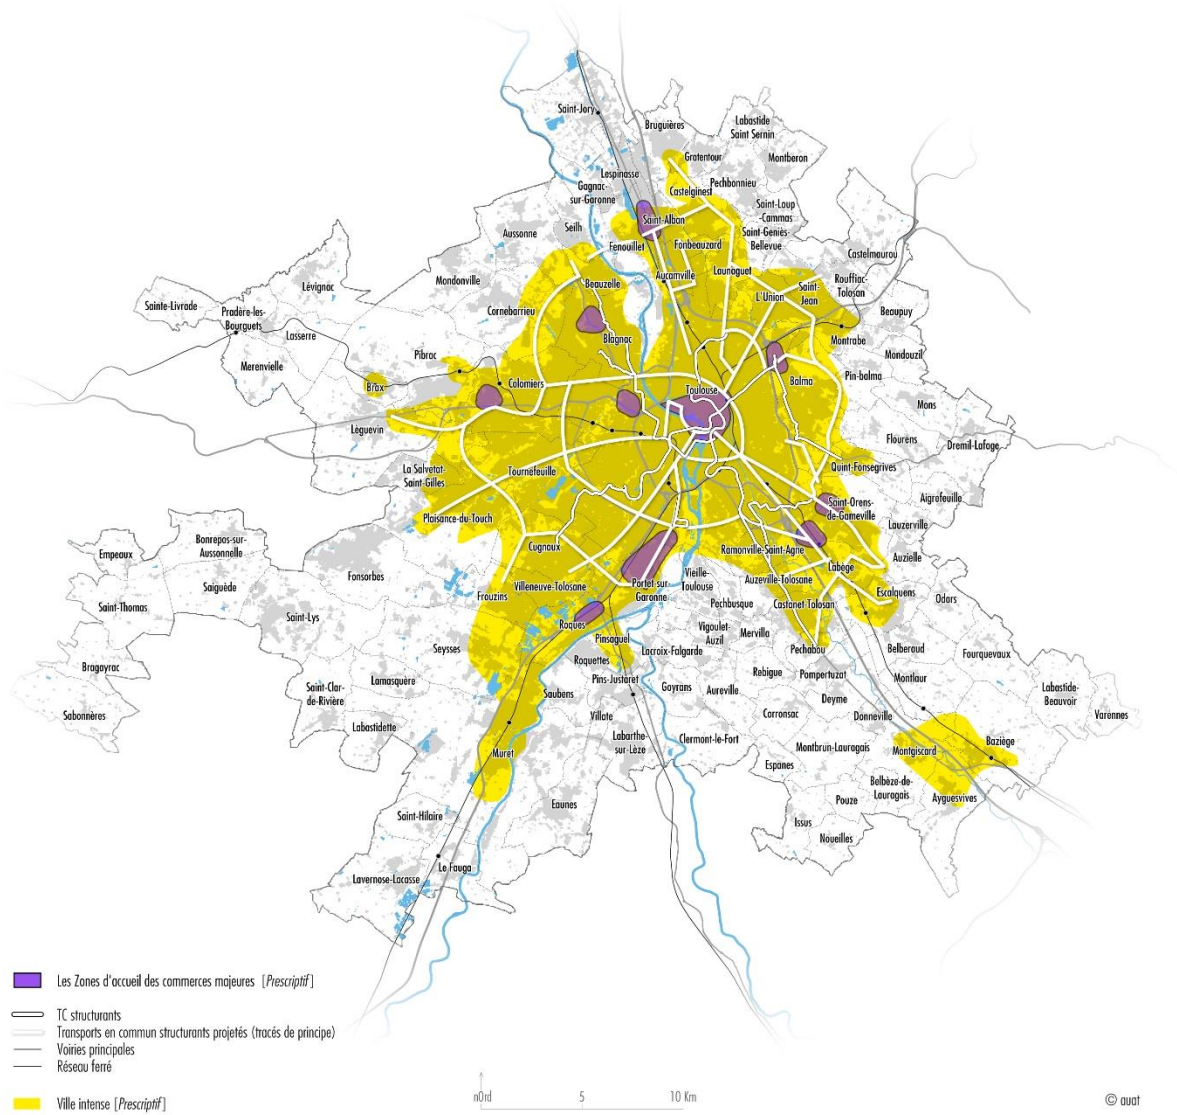 Saint-Jory
Bruguières
Labastide
Saint Sernin
Gratentour
Montberon
Lespinasse
Pechbonnieu
Gagnac-
sur-Garonne
Castelginest
Saint-Loup
-Cammas
Saint-Alban
Seilh
Aussonne
Saint-Geniès-
Bellevue
Fenouillet
Fonbeauzard
Castelmaurou
Aucamville
Launaguet
Rouffiac-
Tolosan
Mondonville
Beauzelle
L'Union
Saint-
Jean
Lévignac
Sainte-Livrade
Pradère-les-
Bourguets
Cornebarrieu
Beaupuy
Lasserre
Blagnac
Montrabe
Mondouzil
Pibrac
Merenvielle
Pin-balma
Brax
Colomiers
Toulouse
Balma
Mons
Léguevin
Flourens
Dremil-Lafage
La Salvetat-
Saint-Gilles
Tournefeuille
Quint-Fonsegrives
Aigrefeuille
Saint-Orens
-de-Gameville
Plaisance-du-Touch
Lauzerville
Bonrepos-sur-
Aussonnelle
Empeaux
Cugnaux
Ramonville-Saint-Agne
Auzielle
Fonsorbes
Labège
Saiguède
Vieille-
Toulouse
Auzeville-Tolosane
Villeneuve-Tolosane
Portet sur
Garonne
Escalquens
Frouzins
Odars
Saint-Thomas
Pechbusque
Castanet Tolosan
Saint-Lys
Roques
Vigoulet-
Auzil
Mervilla
Pinsaguel
Seysses
Lacroix-Falgarde
Pechabou
Belberaud
Fourquevaux
Roquettes
Bragayrac
Rebigue
Pompertuzat
Montlaur
Lamasquère
Pins-Justaret
Goyrans
Aureville
Labastide-
Beauvoir
Saint-Clar-
de-Rivière
Saubens
Deyme
Sabonnères
Villate
Corronsac
Donneville
Varennes
Labastidette
Labarthe-
sur-Lèze
Clermont-le-Fort
Montbrun-Lauragais
Montgiscard
Baziège
Muret
Espanes
Belbèze-de-
Lauragais
Pouze
Ayguesvives
Eaunes
Saint-Hilaire
Issus
Noueilles
Le Fauga
Lavernose-Lacasse
Les Zones d'accueil des commerces majeures [Prescriptif]
TC structurants
Transports en commun structurants projetés (tracés de principe)
Voiries principales
Réseau ferré
Ville intense [Prescriptif]
n0rd 5 10 Km
© auat